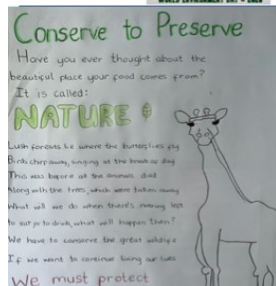 WORLD ENVIRONMENT DAY
Conserve to Preserve
Have you ever thought about the
beautiful place your food comes from?
It is called:
NATURE
Lush forests lie where the butterflies fly
Birds chirp away, singing at the break of day
This was before all the animals died
Along with the trees, which were taken away
What will we do when there's nothing left
to eat or to drink, what will happen then?
We have to conserve the great wildlife
If we want to continue living our lives
We must protect